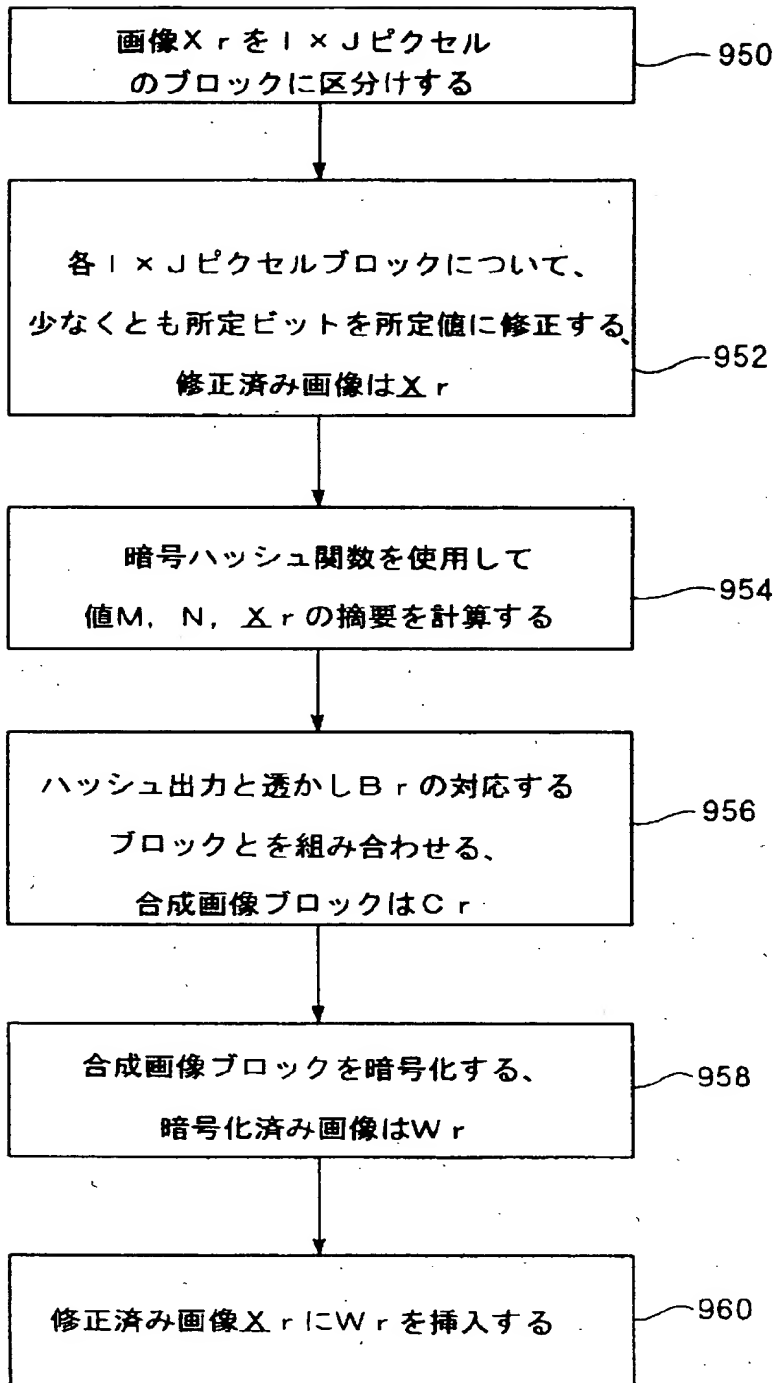 画像Xrを I × Jピクセル
のブロックに区分けする
950
各 I × Jピクセルブロックについて、
少なくとも所定ビットを所定値に修正する、
修正済み画像はX̲r
952
暗号ハッシュ関数を使用して
値M, N, X̲rの摘要を計算する
954
ハッシュ出力と透かしBrの対応する
ブロックとを組み合わせる、
合成画像ブロックはCr
956
合成画像ブロックを暗号化する、
暗号化済み画像はWr
958
修正済み画像X̲rにWrを挿入する
960